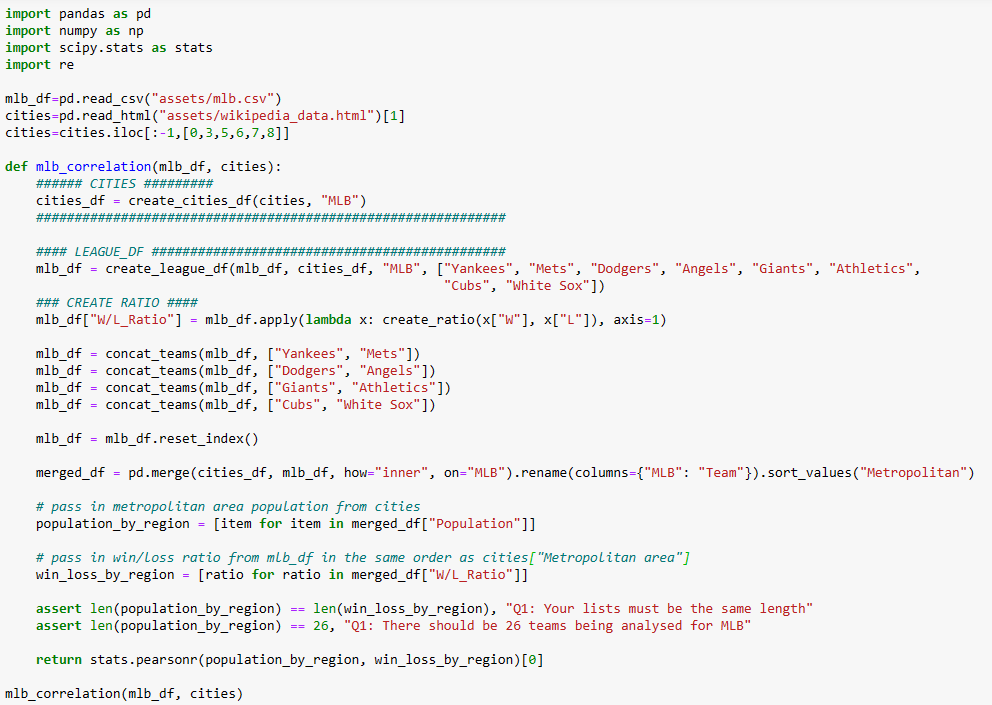 import pandas as pd
import numpy as np
import scipy.stats as stats
import re

mlb_df=pd.read_csv("assets/mlb.csv")
cities=pd.read_html("assets/wikipedia_data.html")[1]
cities=cities.iloc[:-1,[0,3,5,6,7,8]]

def mlb_correlation(mlb_df, cities):
    ###### CITIES #########
    cities_df = create_cities_df(cities, "MLB")
    #############################################################

    #### LEAGUE_DF ##############################################
    mlb_df = create_league_df(mlb_df, cities_df, "MLB", ["Yankees", "Mets", "Dodgers", "Angels", "Giants", "Athletics",
                                                         "Cubs", "White Sox"])
    ### CREATE RATIO ####
    mlb_df["W/L_Ratio"] = mlb_df.apply(lambda x: create_ratio(x["W"], x["L"]), axis=1)

    mlb_df = concat_teams(mlb_df, ["Yankees", "Mets"])
    mlb_df = concat_teams(mlb_df, ["Dodgers", "Angels"])
    mlb_df = concat_teams(mlb_df, ["Giants", "Athletics"])
    mlb_df = concat_teams(mlb_df, ["Cubs", "White Sox"])

    mlb_df = mlb_df.reset_index()

    merged_df = pd.merge(cities_df, mlb_df, how="inner", on="MLB").rename(columns={"MLB": "Team"}).sort_values("Metropolitan")

    # pass in metropolitan area population from cities
    population_by_region = [item for item in merged_df["Population"]]

    # pass in win/loss ratio from mlb_df in the same order as cities["Metropolitan area"]
    win_loss_by_region = [ratio for ratio in merged_df["W/L_Ratio"]]

    assert len(population_by_region) == len(win_loss_by_region), "Q1: Your lists must be the same length"
    assert len(population_by_region) == 26, "Q1: There should be 26 teams being analysed for MLB"

    return stats.pearsonr(population_by_region, win_loss_by_region)[0]

mlb_correlation(mlb_df, cities)